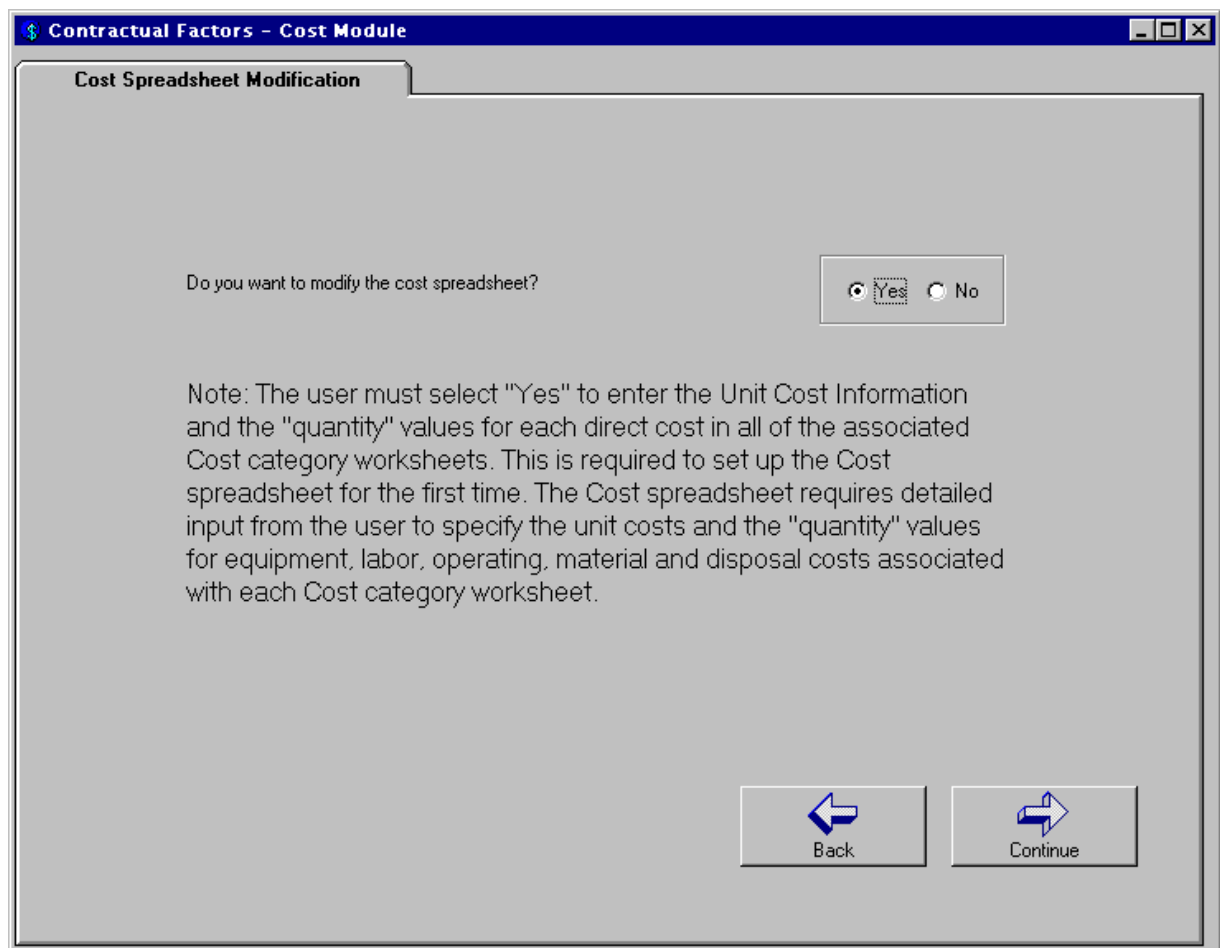 Contractual Factors - Cost Module
Cost Spreadsheet Modification
Do you want to modify the cost spreadsheet?
Yes No
Note: The user must select "Yes" to enter the Unit Cost Information
and the "quantity" values for each direct cost in all of the associated
Cost category worksheets. This is required to set up the Cost
spreadsheet for the first time. The Cost spreadsheet requires detailed
input from the user to specify the unit costs and the "quantity" values
for equipment, labor, operating, material and disposal costs associated
with each Cost category worksheet.
Back Continue